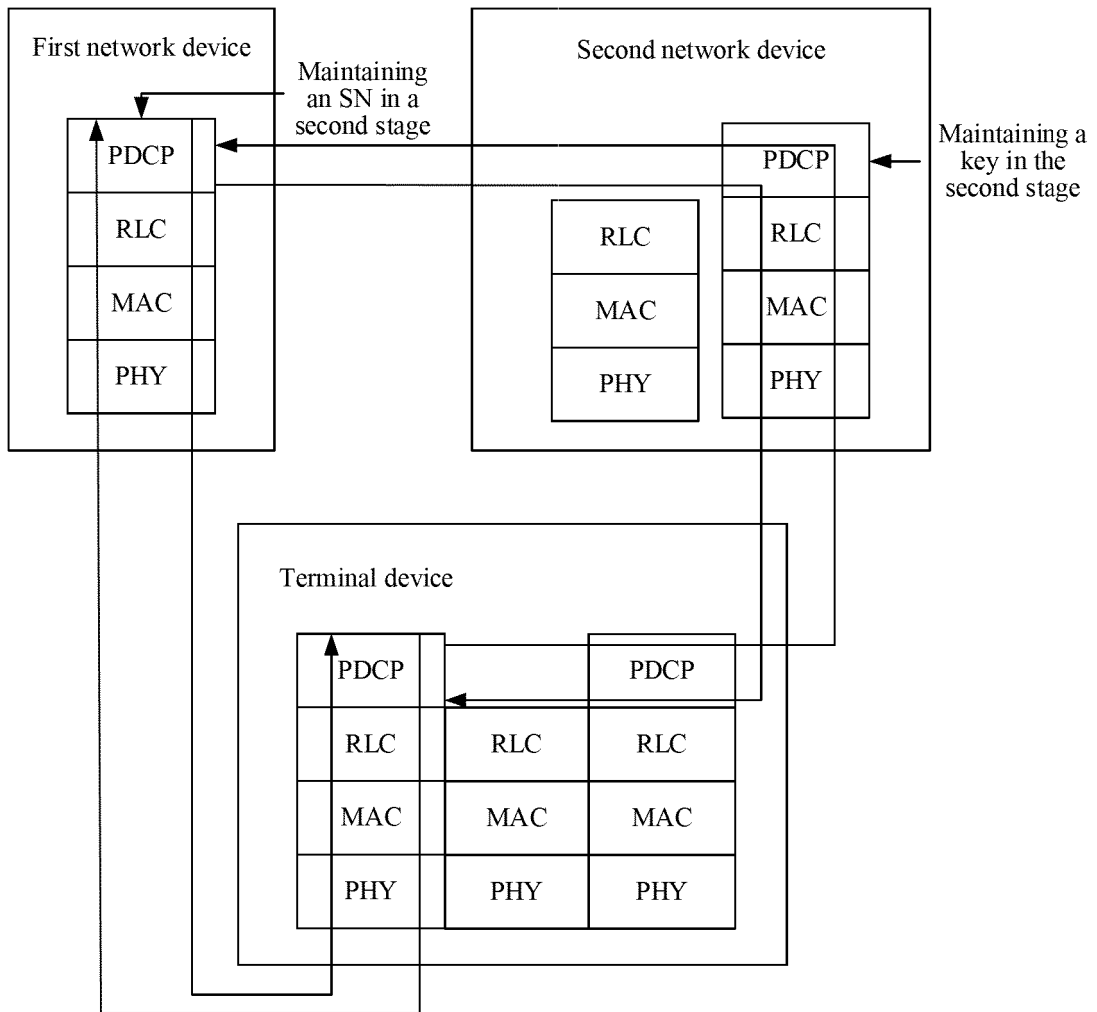 First network device
Maintaining
an SN in a
second stage
PDCP
RLC
MAC
PHY
Second network device
RLC
MAC
PHY
PDCP
RLC
MAC
PHY
Maintaining a
key in the
second stage
Terminal device
PDCP
RLC
MAC
PHY
RLC
MAC
PHY
PDCP
RLC
MAC
PHY